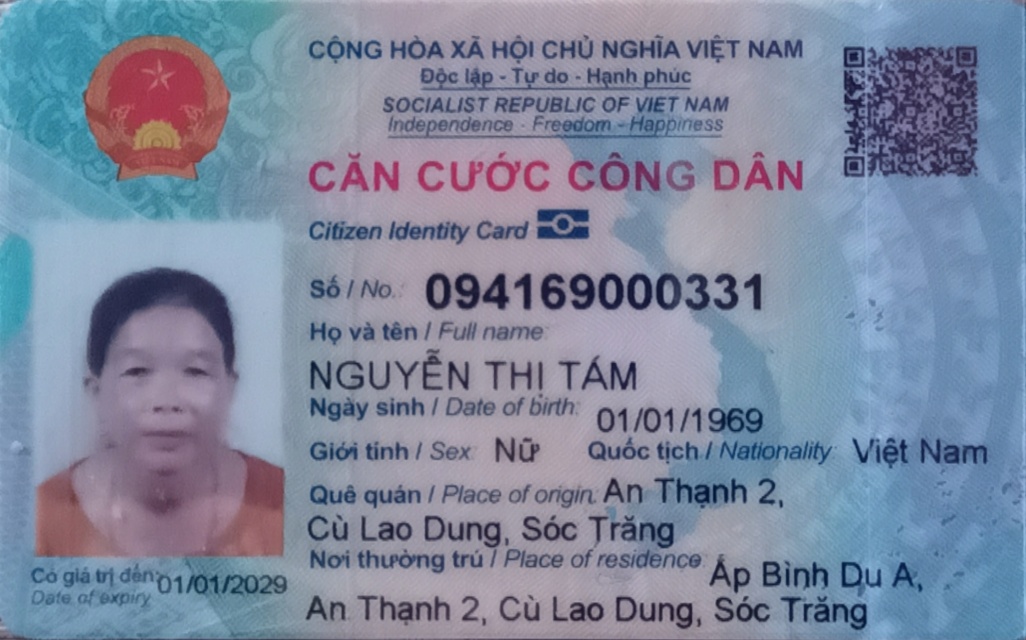 CỘNG HÒA XÃ HỘI CHỦ NGHĨA VIỆT NAM
Độc lập - Tự do - Hạnh phúc
SOCIALIST REPUBLIC OF VIET NAM
Independence - Freedom - Happiness
CĂN CƯỚC CÔNG DÂN
Citizen Identity Card
Số / No.: 094169000331
Họ và tên / Full name:
NGUYỄN THỊ TÁM
Ngày sinh / Date of birth: 01/01/1969
Giới tính / Sex: Nữ Quốc tịch / Nationality: Việt Nam
Quê quán / Place of origin: An Thạnh 2,
Cù Lao Dung, Sóc Trăng
Nơi thường trú / Place of residence: Ấp Bình Du A,
An Thạnh 2, Cù Lao Dung, Sóc Trăng
Có giá trị đến: 01/01/2029
Date of expiry